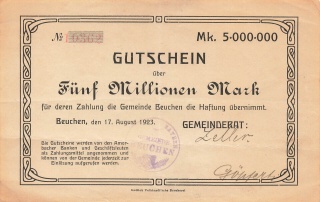 № Mk. 5·000·000
GUTSCHEIN
über
Fünf Millionen Mark
für deren Zahlung die Gemeinde Beuchen die Haftung übernimmt.
Beuchen, den 17. August 1923.
GEMEINDERAT:
Zeller.
Die Gutscheine werden von den Amorbacher Banken und Geschäftsleuten
als Zahlungsmittel angenommen und
können von der Gemeinde jederzeit zur
Einlösung aufgerufen werden.